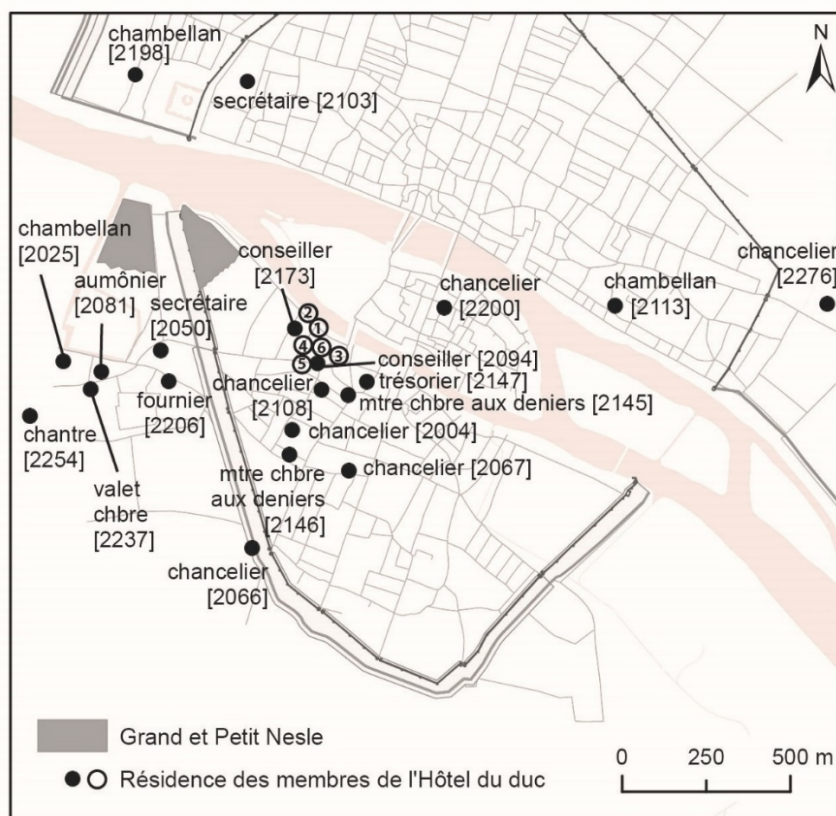 chambellan
[2198]
N
secrétaire [2103]
chambellan
[2025]
aumônier
[2081]
secrétaire
[2050]
conseiller
[2173]
chancelier
[2276]
chancelier
[2200]
chambellan
[2113]
2
1
4
6
3
5
conseiller [2094]
trésorier [2147]
mtre chbre aux deniers [2145]
chancelier
[2108]
fournier
[2206]
chancelier [2004]
chantre
[2254]
valet
chbre
[2237]
mtre chbre
aux deniers
[2146]
chancelier [2067]
chancelier
[2066]
Grand et Petit Nesle
Résidence des membres de l'Hôtel du duc
0 250 500 m